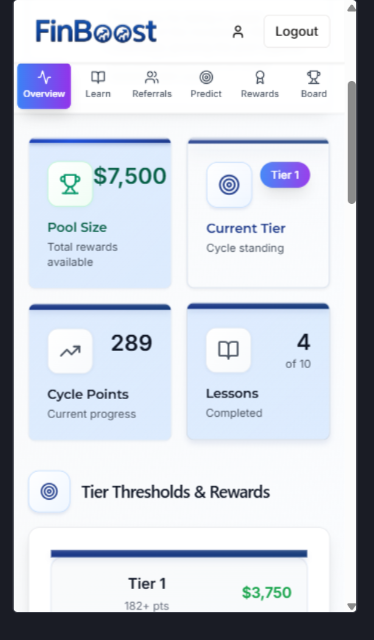 FinBoost
Logout
Overview
Learn
Referrals
Predict
Rewards
Board
$7,500
Pool Size
Total rewards
available
Tier 1
Current Tier
Cycle standing
289
Cycle Points
Current progress
4
of 10
Lessons
Completed
Tier Thresholds & Rewards
Tier 1
182+ pts
$3,750